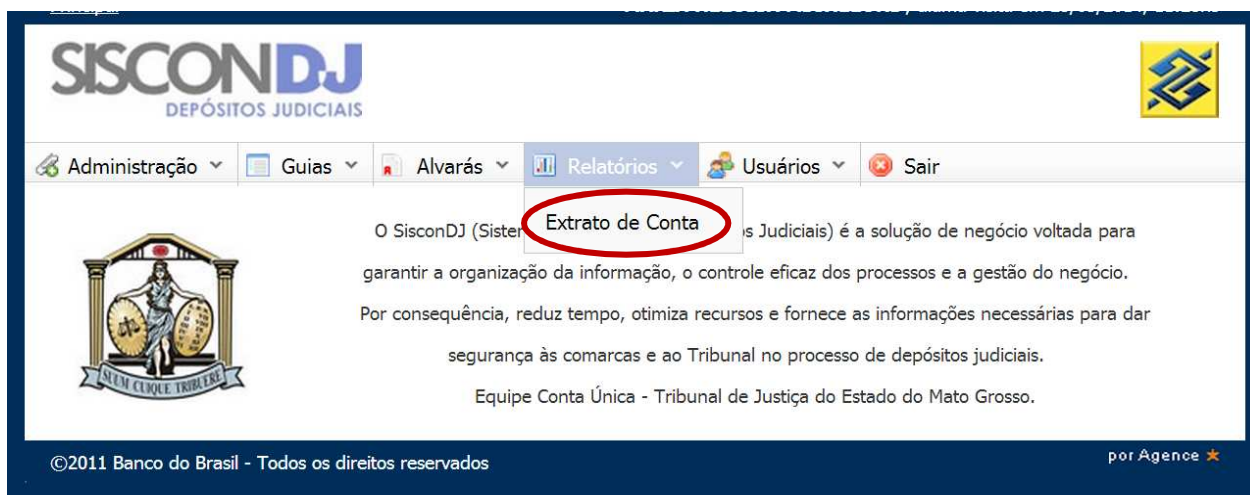 Principal
SISCONDJ
DEPÓSITOS JUDICIAIS
Administração Guias Alvarás Relatórios Usuários Sair
Extrato de Conta
O SisconDJ (Sister s Judiciais) é a solução de negócio voltada para
garantir a organização da informação, o controle eficaz dos processos e a gestão do negócio.
Por consequência, reduz tempo, otimiza recursos e fornece as informações necessárias para dar
segurança às comarcas e ao Tribunal no processo de depósitos judiciais.
Equipe Conta Única - Tribunal de Justiça do Estado do Mato Grosso.
SUUM CUIQUE TRIBUERE
©2011 Banco do Brasil - Todos os direitos reservados
por Agence